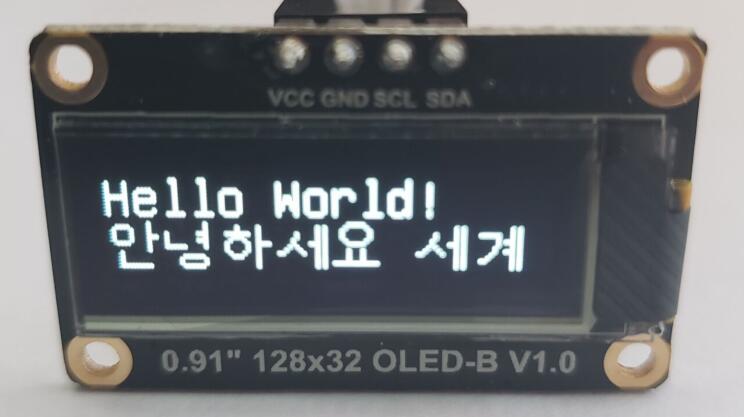 VCC GND SCL SDA
Hello World!
안녕하세요 세계
0.91" 128x32 OLED-B V1.0